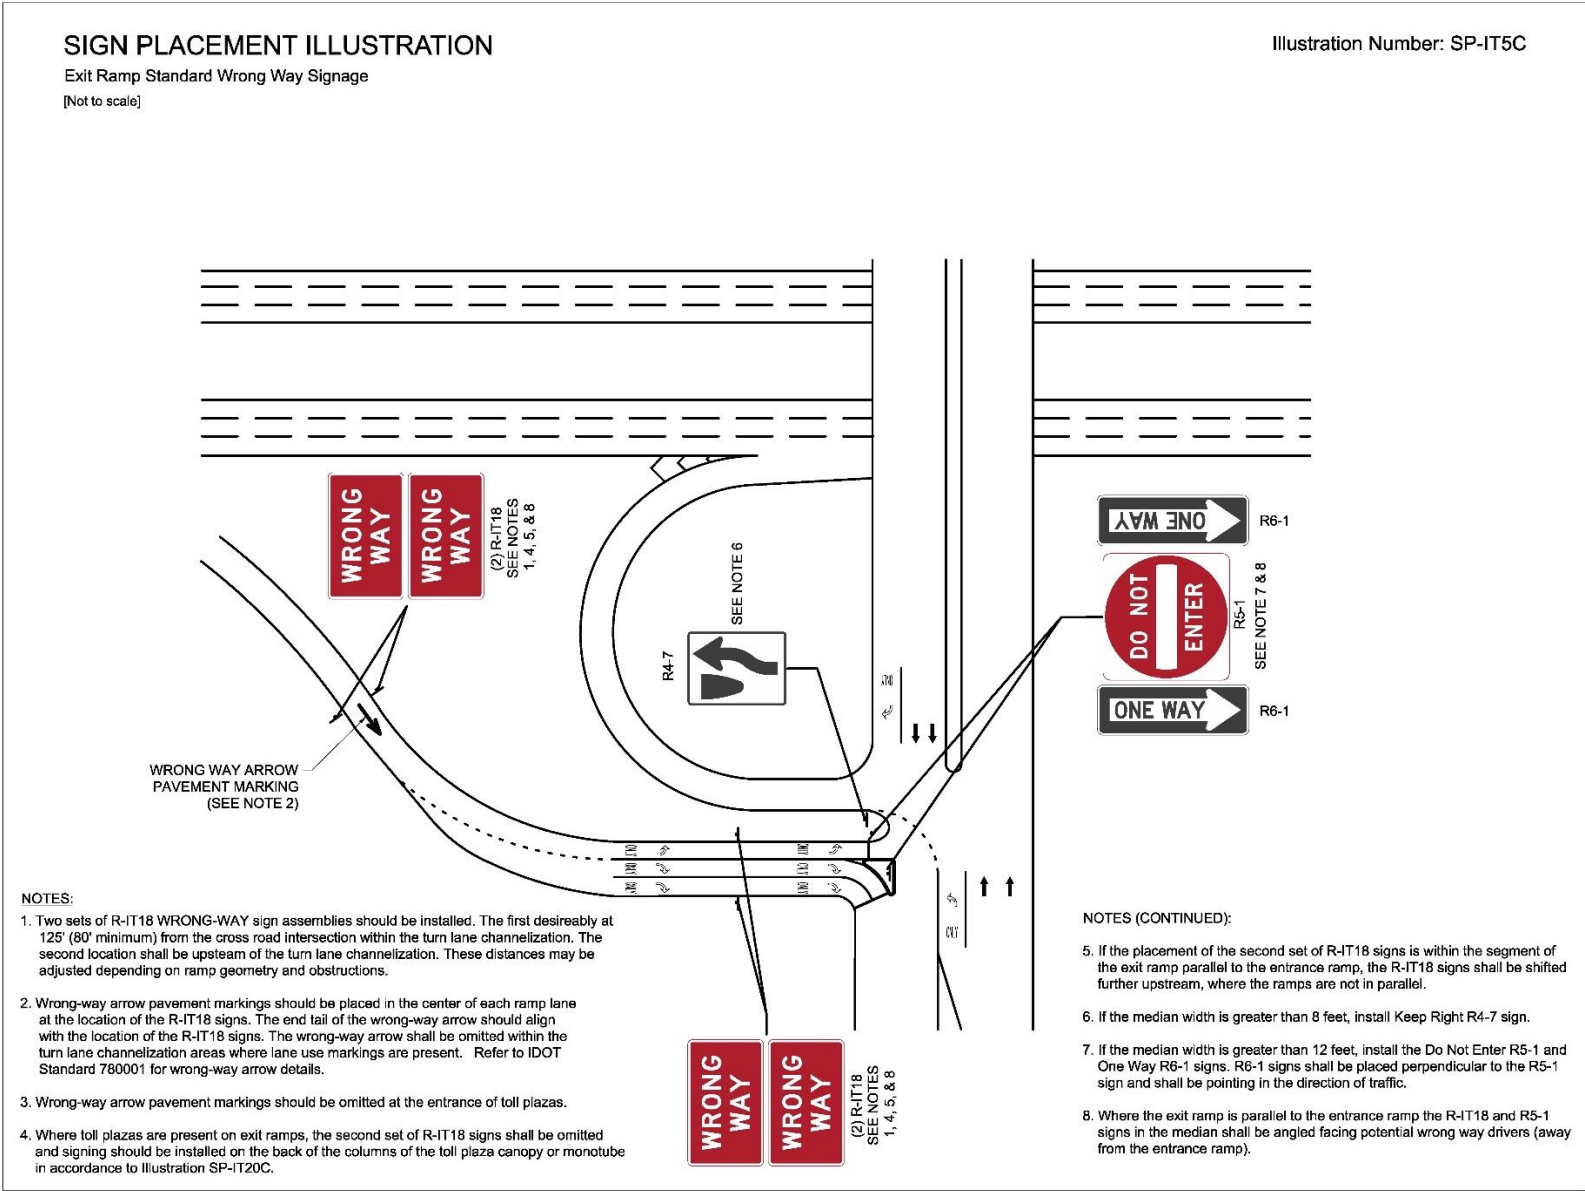 SIGN PLACEMENT ILLUSTRATION
Exit Ramp Standard Wrong Way Signage
[Not to scale]
Illustration Number: SP-IT5C
WRONG
WAY
WRONG
WAY
(2) R-IT18
SEE NOTES
1, 4, 5, & 8
SEE NOTE 6
R4-7
ONE WAY
R6-1
DO NOT
ENTER
R5-1
SEE NOTE 7 & 8
ONE WAY
R6-1
WRONG WAY ARROW
PAVEMENT MARKING
(SEE NOTE 2)
ONLY
ONLY
ONLY
ONLY
ONLY
ONLY
ONLY
ONLY
WRONG
WAY
WRONG
WAY
(2) R-IT18
SEE NOTES
1, 4, 5, & 8
NOTES:
1. Two sets of R-IT18 WRONG-WAY sign assemblies should be installed. The first desireably at
125' (80' minimum) from the cross road intersection within the turn lane channelization. The
second location shall be upsteam of the turn lane channelization. These distances may be
adjusted depending on ramp geometry and obstructions.
2. Wrong-way arrow pavement markings should be placed in the center of each ramp lane
at the location of the R-IT18 signs. The end tail of the wrong-way arrow should align
with the location of the R-IT18 signs. The wrong-way arrow shall be omitted within the
turn lane channelization areas where lane use markings are present. Refer to IDOT
Standard 780001 for wrong-way arrow details.
3. Wrong-way arrow pavement markings should be omitted at the entrance of toll plazas.
4. Where toll plazas are present on exit ramps, the second set of R-IT18 signs shall be omitted
and signing should be installed on the back of the columns of the toll plaza canopy or monotube
in accordance to Illustration SP-IT20C.
NOTES (CONTINUED):
5. If the placement of the second set of R-IT18 signs is within the segment of
the exit ramp parallel to the entrance ramp, the R-IT18 signs shall be shifted
further upstream, where the ramps are not in parallel.
6. If the median width is greater than 8 feet, install Keep Right R4-7 sign.
7. If the median width is greater than 12 feet, install the Do Not Enter R5-1 and
One Way R6-1 signs. R6-1 signs shall be placed perpendicular to the R5-1
sign and shall be pointing in the direction of traffic.
8. Where the exit ramp is parallel to the entrance ramp the R-IT18 and R5-1
signs in the median shall be angled facing potential wrong way drivers (away
from the entrance ramp).